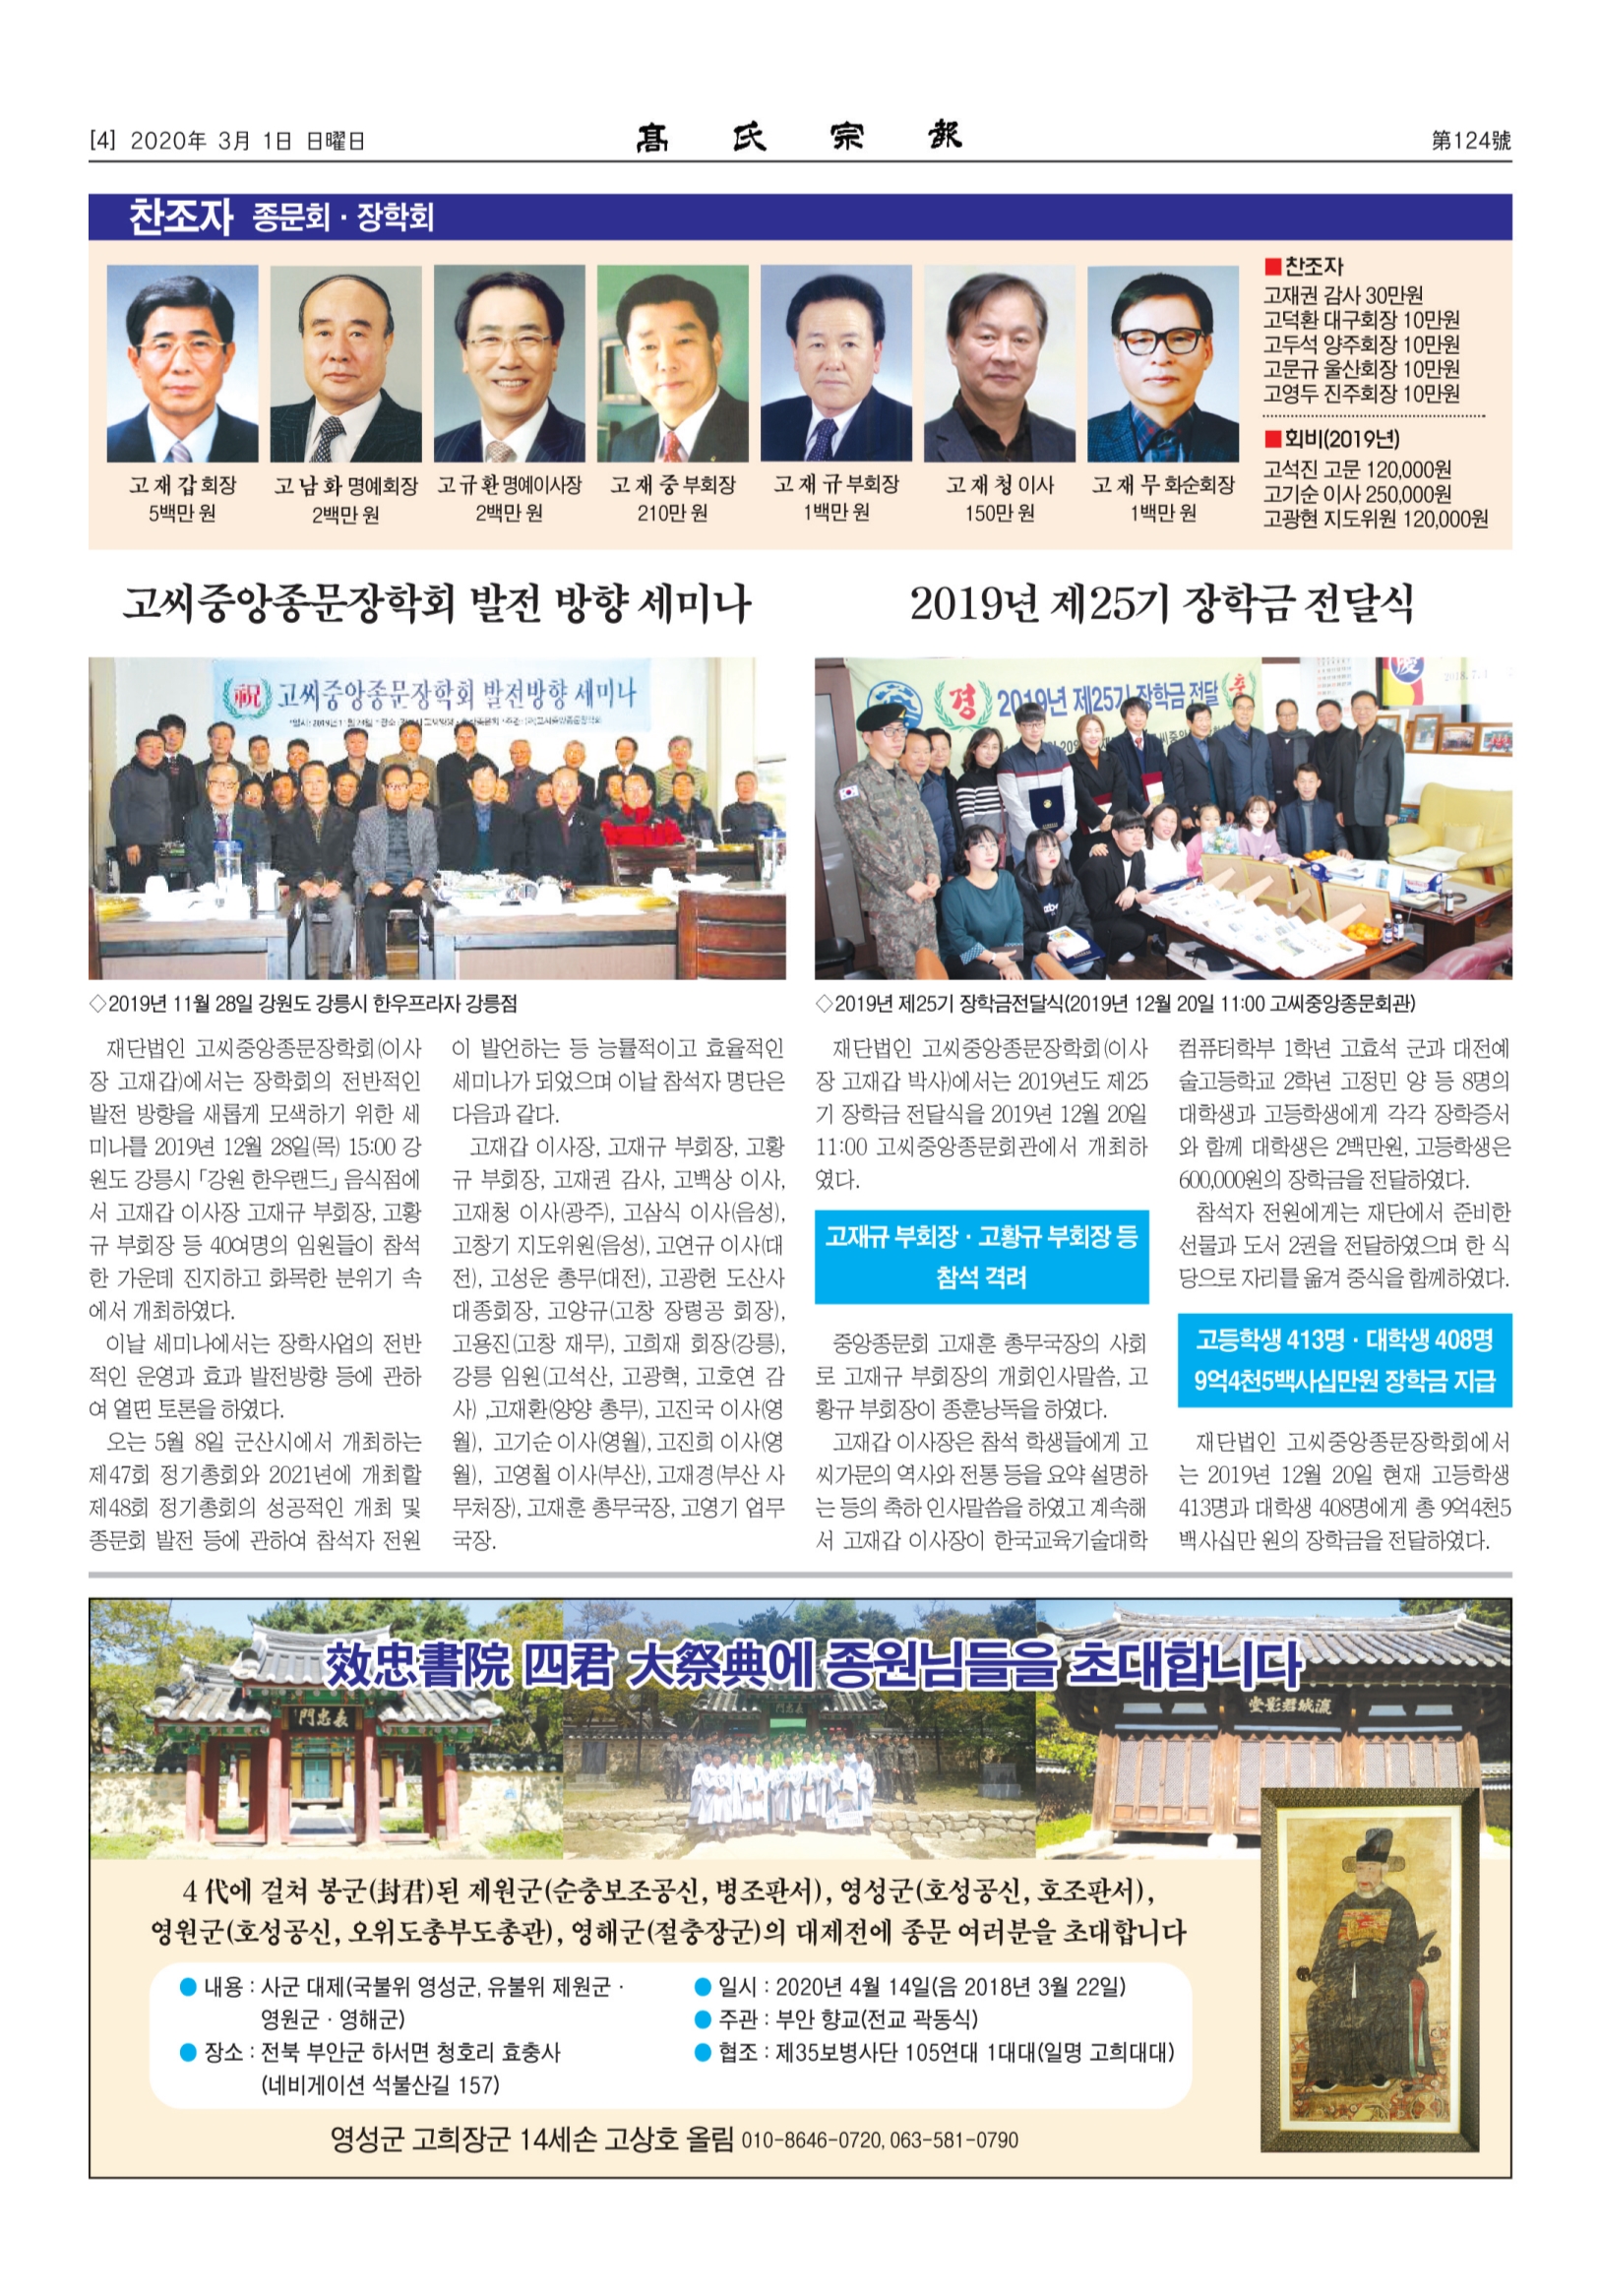 [4] 2020年 3月 1日 日曜日
髙氏宗報
第124號
찬조자 종문회 · 장학회
고재갑 회장
5백만 원
고남화 명예회장
2백만 원
고규환 명예이사장
2백만 원
고재중 부회장
210만 원
고재규 부회장
1백만 원
고재청 이사
150만 원
고재무 화순회장
1백만 원
■찬조자
고재권 감사 30만원
고덕환 대구회장 10만원
고두석 양주회장 10만원
고문규 울산회장 10만원
고영두 진주회장 10만원
■회비(2019년)
고석진 고문 120,000원
고기순 이사 250,000원
고광현 지도위원 120,000원
고씨중앙종문장학회 발전 방향 세미나
祝 고씨중앙종문장학회 발전방향 세미나
◇2019년 11월 28일 강원도 강릉시 한우프라자 강릉점
재단법인 고씨중앙종문장학회(이사
장 고재갑)에서는 장학회의 전반적인
발전 방향을 새롭게 모색하기 위한 세
미나를 2019년 12월 28일(목) 15:00 강
원도 강릉시 「강원 한우랜드」 음식점에
서 고재갑 이사장 고재규 부회장, 고황
규 부회장 등 40여명의 임원들이 참석
한 가운데 진지하고 화목한 분위기 속
에서 개최하였다.
이날 세미나에서는 장학사업의 전반
적인 운영과 효과 발전방향 등에 관하
여 열띤 토론을 하였다.
오는 5월 8일 군산시에서 개최하는
제47회 정기총회와 2021년에 개최할
제48회 정기총회의 성공적인 개최 및
종문회 발전 등에 관하여 참석자 전원
이 발언하는 등 능률적이고 효율적인
세미나가 되었으며 이날 참석자 명단은
다음과 같다.
고재갑 이사장, 고재규 부회장, 고황
규 부회장, 고재권 감사, 고백상 이사,
고재청 이사(광주), 고삼식 이사(음성),
고창기 지도위원(음성), 고연규 이사(대
전), 고성운 총무(대전), 고광헌 도산사
대종회장, 고양규(고창 장령공 회장),
고용진(고창 재무), 고희재 회장(강릉),
강릉 임원(고석산, 고광혁, 고호연 감
사) ,고재환(양양 총무), 고진국 이사(영
월), 고기순 이사(영월), 고진희 이사(영
월), 고영철 이사(부산), 고재경(부산 사
무처장), 고재훈 총무국장, 고영기 업무
국장.
2019년 제25기 장학금 전달식
경 2019년 제25기 장학금 전달 축
◇2019년 제25기 장학금전달식(2019년 12월 20일 11:00 고씨중앙종문회관)
재단법인 고씨중앙종문장학회(이사
장 고재갑 박사)에서는 2019년도 제25
기 장학금 전달식을 2019년 12월 20일
11:00 고씨중앙종문회관에서 개최하
였다.
고재규 부회장 · 고황규 부회장 등
참석 격려
중앙종문회 고재훈 총무국장의 사회
로 고재규 부회장의 개회인사말씀, 고
황규 부회장이 종훈낭독을 하였다.
고재갑 이사장은 참석 학생들에게 고
씨가문의 역사와 전통 등을 요약 설명하
는 등의 축하 인사말씀을 하였고 계속해
서 고재갑 이사장이 한국교육기술대학
컴퓨터학부 1학년 고효석 군과 대전예
술고등학교 2학년 고정민 양 등 8명의
대학생과 고등학생에게 각각 장학증서
와 함께 대학생은 2백만원, 고등학생은
600,000원의 장학금을 전달하였다.
참석자 전원에게는 재단에서 준비한
선물과 도서 2권을 전달하였으며 한 식
당으로 자리를 옮겨 중식을 함께하였다.
고등학생 413명 · 대학생 408명
9억4천5백사십만원 장학금 지급
재단법인 고씨중앙종문장학회에서
는 2019년 12월 20일 현재 고등학생
413명과 대학생 408명에게 총 9억4천5
백사십만 원의 장학금을 전달하였다.
效忠書院 四君 大祭典에 종원님들을 초대합니다
門忠表
堂影君城瀛
4代에 걸쳐 봉군(封君)된 제원군(순충보조공신, 병조판서), 영성군(호성공신, 호조판서),
영원군(호성공신, 오위도총부도총관), 영해군(절충장군)의 대제전에 종문 여러분을 초대합니다
● 내용 : 사군 대제(국불위 영성군, 유불위 제원군 ·
영원군 · 영해군)
● 장소 : 전북 부안군 하서면 청호리 효충사
(네비게이션 석불산길 157)
● 일시 : 2020년 4월 14일(음 2018년 3월 22일)
● 주관 : 부안 향교(전교 곽동식)
● 협조 : 제35보병사단 105연대 1대대(일명 고희대대)
영성군 고희장군 14세손 고상호 올림 010-8646-0720, 063-581-0790